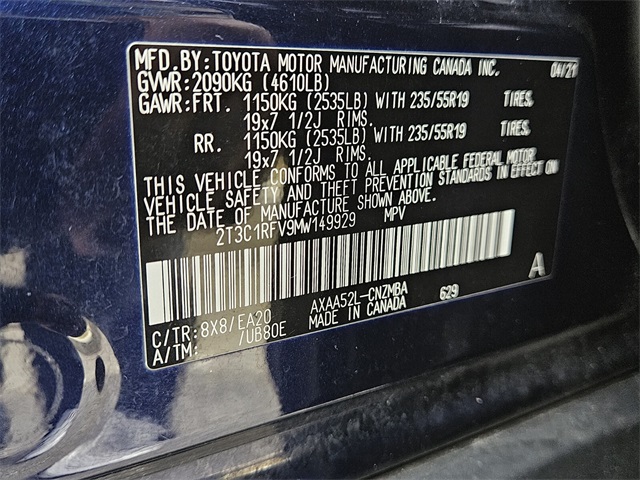 MFD.BY:TOYOTA MOTOR MANUFACTURING CANADA INC. 04/21
GVWR:2090KG (4610LB)
GAWR:FRT. 1150KG (2535LB) WITH 235/55R19 TIRES,
19x7 1/2J RIMS.
RR. 1150KG (2535LB) WITH 235/55R19 TIRES,
19x7 1/2J RIMS.
THIS VEHICLE CONFORMS TO ALL APPLICABLE FEDERAL MOTOR
VEHICLE SAFETY AND THEFT PREVENTION STANDARDS IN EFFECT ON
THE DATE OF MANUFACTURE SHOWN ABOVE.
2T3C1RFV9MW149929 MPV
A
C/TR:8X8/EA20 AXAA52L-CNZMBA 629
A/TM: /UB80E MADE IN CANADA